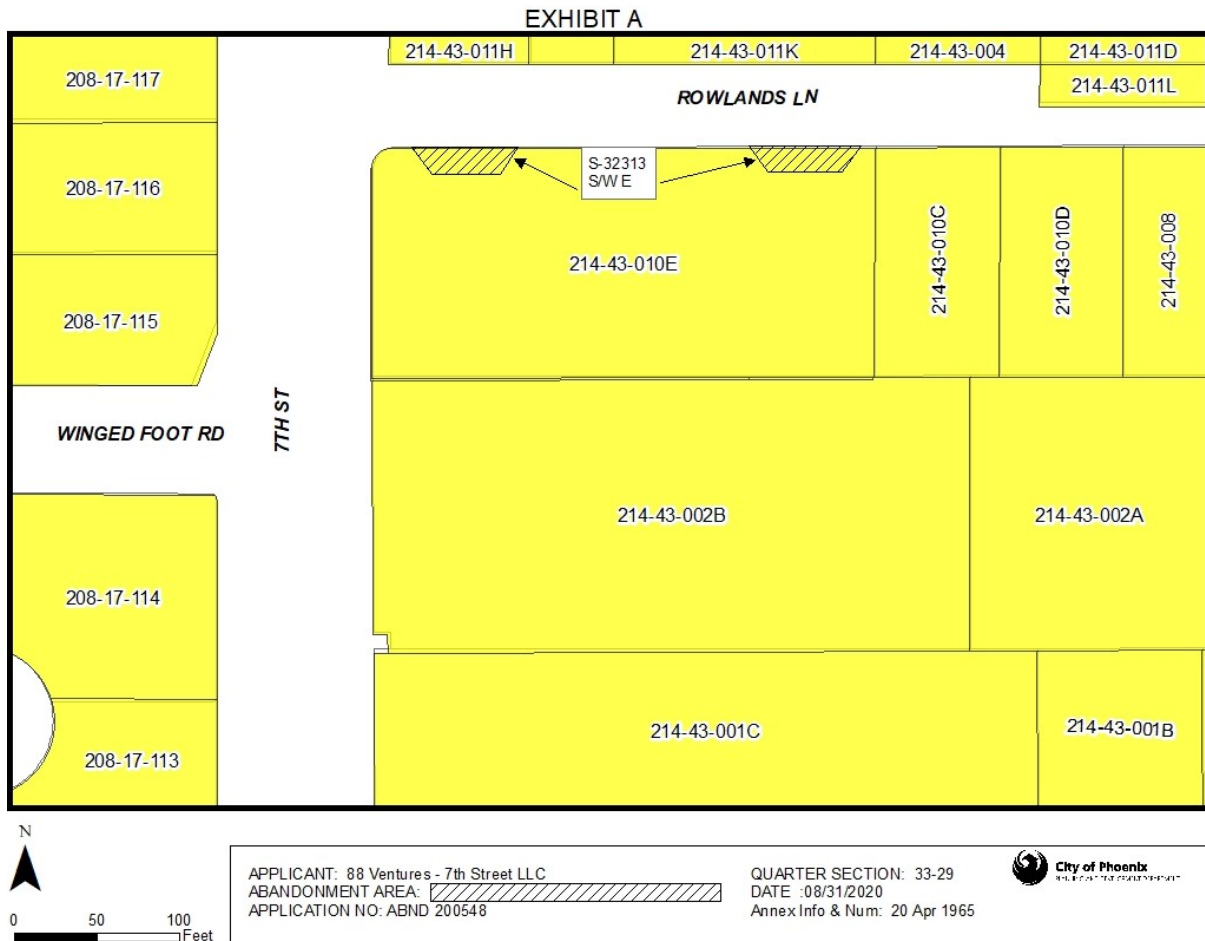 EXHIBIT A
208-17-117
214-43-011H
214-43-011K
214-43-004
214-43-011D
214-43-011L
ROWLANDS LN
S-32313
S/W E
208-17-116
214-43-010E
214-43-010C
214-43-010D
214-43-008
208-17-115
7TH ST
WINGED FOOT RD
214-43-002B
214-43-002A
208-17-114
214-43-001C
214-43-001B
208-17-113
N
0 50 100
Feet
APPLICANT: 88 Ventures - 7th Street LLC
ABANDONMENT AREA:
APPLICATION NO: ABND 200548
QUARTER SECTION: 33-29
DATE :08/31/2020
Annex Info & Num: 20 Apr 1965
City of Phoenix